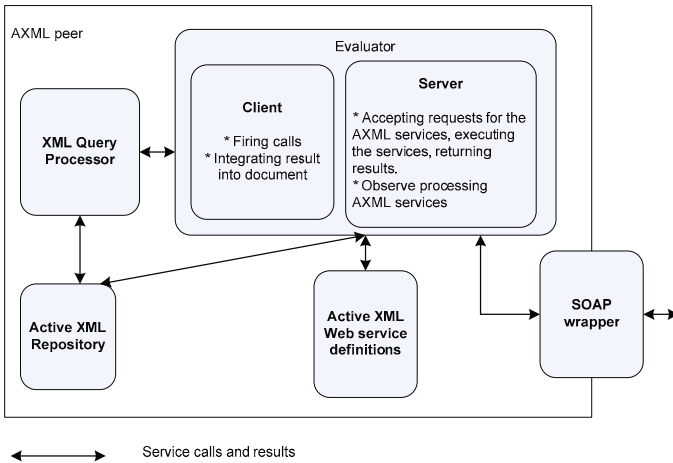 AXML peer
Evaluator
Client
* Firing calls
* Integrating result
into document
Server
* Accepting requests for the
AXML services, executing
the services, returning
results.
* Observe processing
AXML services
XML Query
Processor
Active XML
Repository
Active XML
Web service
definitions
SOAP
wrapper
Service calls and results